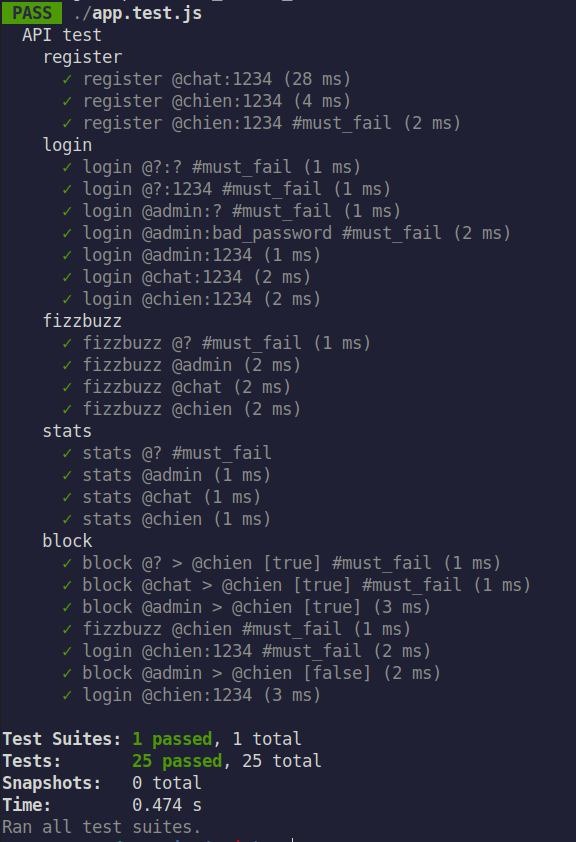 PASS ./app.test.js
API test
register
✓ register @chat:1234 (28 ms)
✓ register @chien:1234 (4 ms)
✓ register @chien:1234 #must_fail (2 ms)
login
✓ login @?:? #must_fail (1 ms)
✓ login @?:1234 #must_fail (1 ms)
✓ login @admin:? #must_fail (1 ms)
✓ login @admin:bad_password #must_fail (2 ms)
✓ login @admin:1234 (1 ms)
✓ login @chat:1234 (2 ms)
✓ login @chien:1234 (2 ms)
fizzbuzz
✓ fizzbuzz @? #must_fail (1 ms)
✓ fizzbuzz @admin (2 ms)
✓ fizzbuzz @chat (2 ms)
✓ fizzbuzz @chien (2 ms)
stats
✓ stats @? #must_fail
✓ stats @admin (1 ms)
✓ stats @chat (1 ms)
✓ stats @chien (1 ms)
block
✓ block @? > @chien [true] #must_fail (1 ms)
✓ block @chat > @chien [true] #must_fail (1 ms)
✓ block @admin > @chien [true] (3 ms)
✓ fizzbuzz @chien #must_fail (1 ms)
✓ login @chien:1234 #must_fail (2 ms)
✓ block @admin > @chien [false] (2 ms)
✓ login @chien:1234 (3 ms)
Test Suites: 1 passed, 1 total
Tests: 25 passed, 25 total
Snapshots: 0 total
Time: 0.474 s
Ran all test suites.